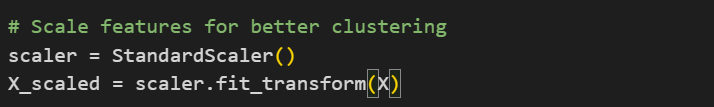 # Scale features for better clustering
scaler = StandardScaler()
X_scaled = scaler.fit_transform(X)